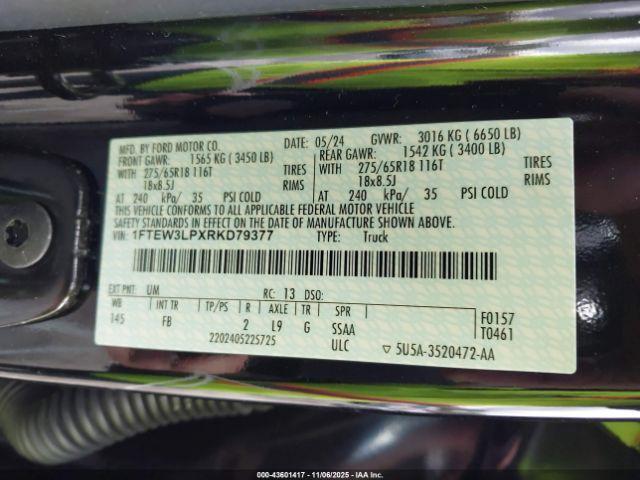 MFD. BY FORD MOTOR CO. DATE: 05/24 GVWR: 3016 KG ( 6650 LB)
FRONT GAWR: 1565 KG ( 3450 LB) REAR GAWR: 1542 KG ( 3400 LB)
WITH 275/65R18 116T TIRES WITH 275/65R18 116T TIRES
18x8.5J RIMS 18x8.5J RIMS
AT 240 kPa/ 35 PSI COLD AT 240 kPa/ 35 PSI COLD
THIS VEHICLE CONFORMS TO ALL APPLICABLE FEDERAL MOTOR VEHICLE
SAFETY STANDARDS IN EFFECT ON THE DATE OF MANUFACTURE SHOWN ABOVE.
VIN: 1FTEW3LPXRKD79377 TYPE: Truck
EXT PNT: UM RC: 13 DSO:
WB INT TR TP/PS R AXLE TR SPR F0157
145 FB 2 L9 G SSAA T0461
2202405225725 ULC 5U5A-3520472-AA
00-43601417 - 11/06/2025 - IAA Inc.